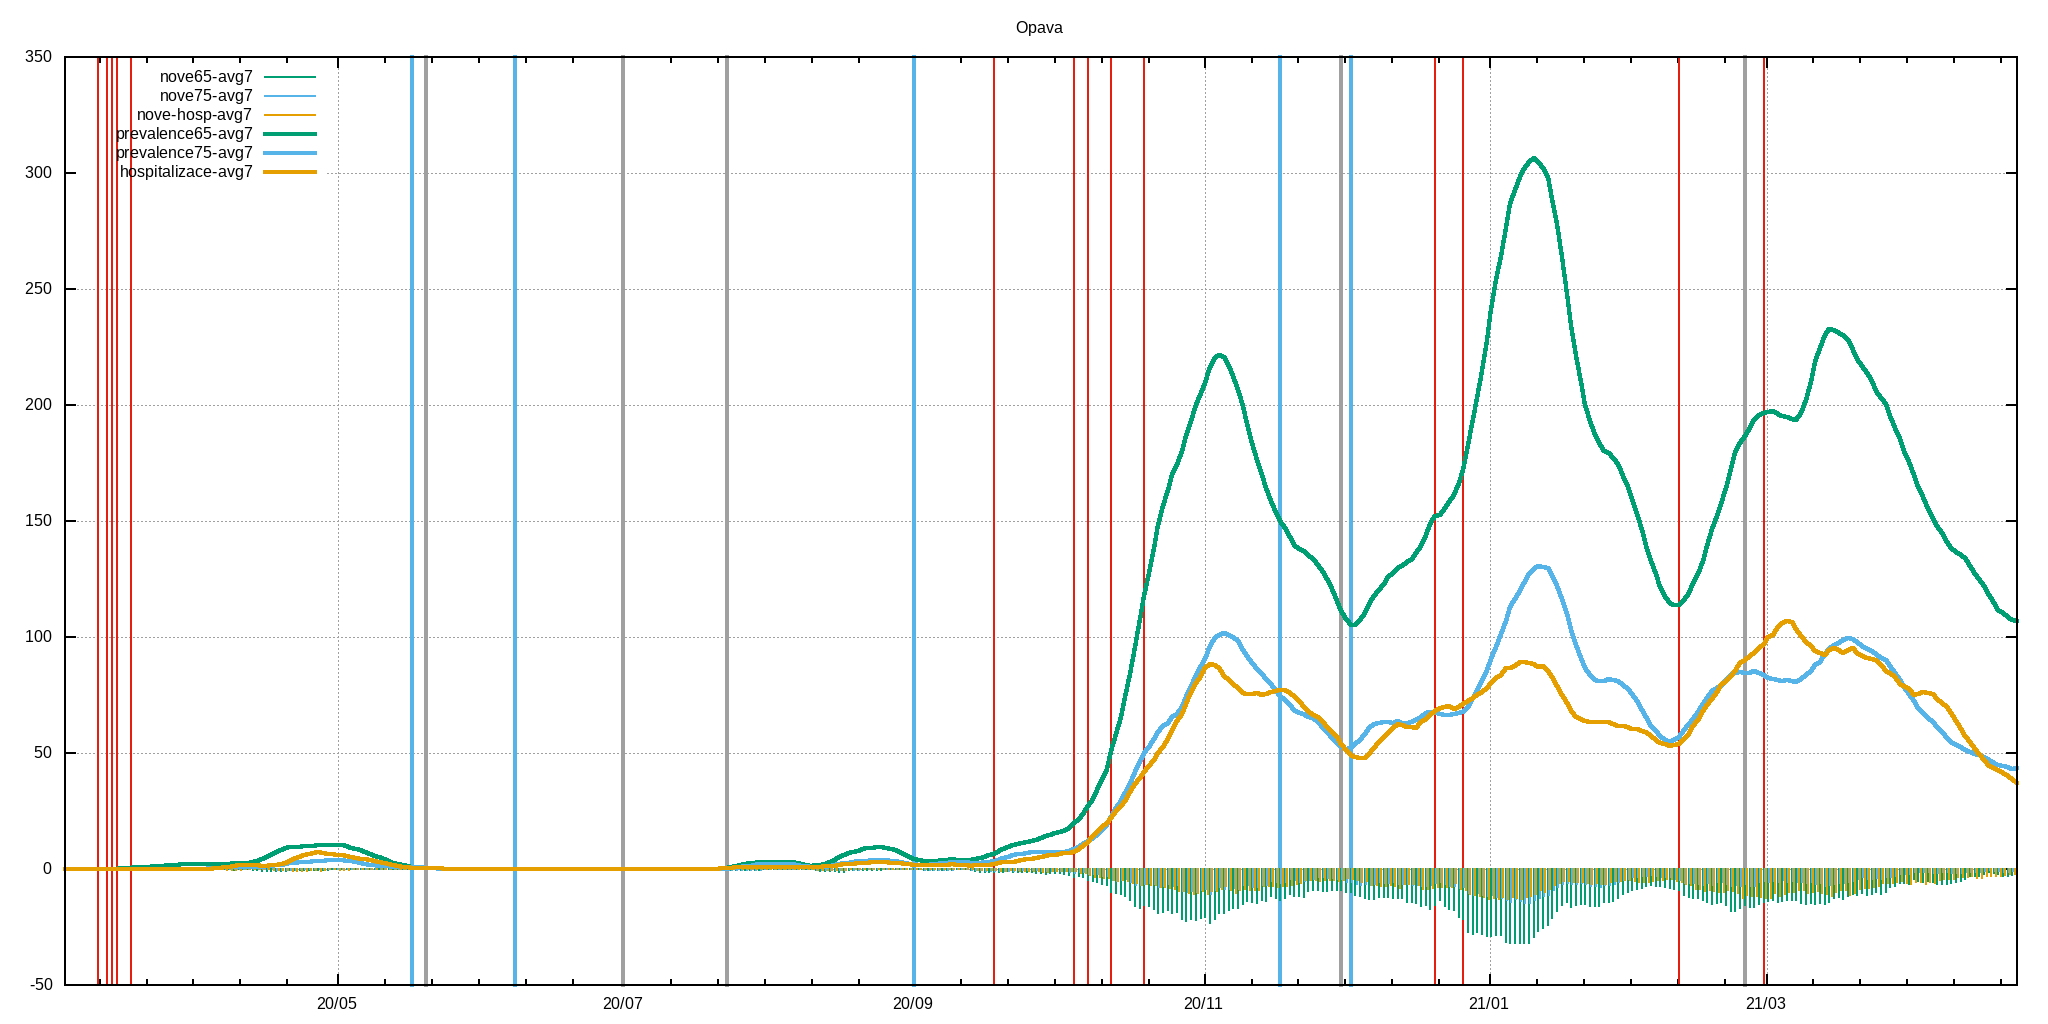 Opava
350
nove65-avg7
nove75-avg7
nove-hosp-avg7
prevalence65-avg7
prevalence75-avg7
hospitalizace-avg7
300
250
200
150
100
50
0
-50
20/05 20/07 20/09 20/11 21/01 21/03